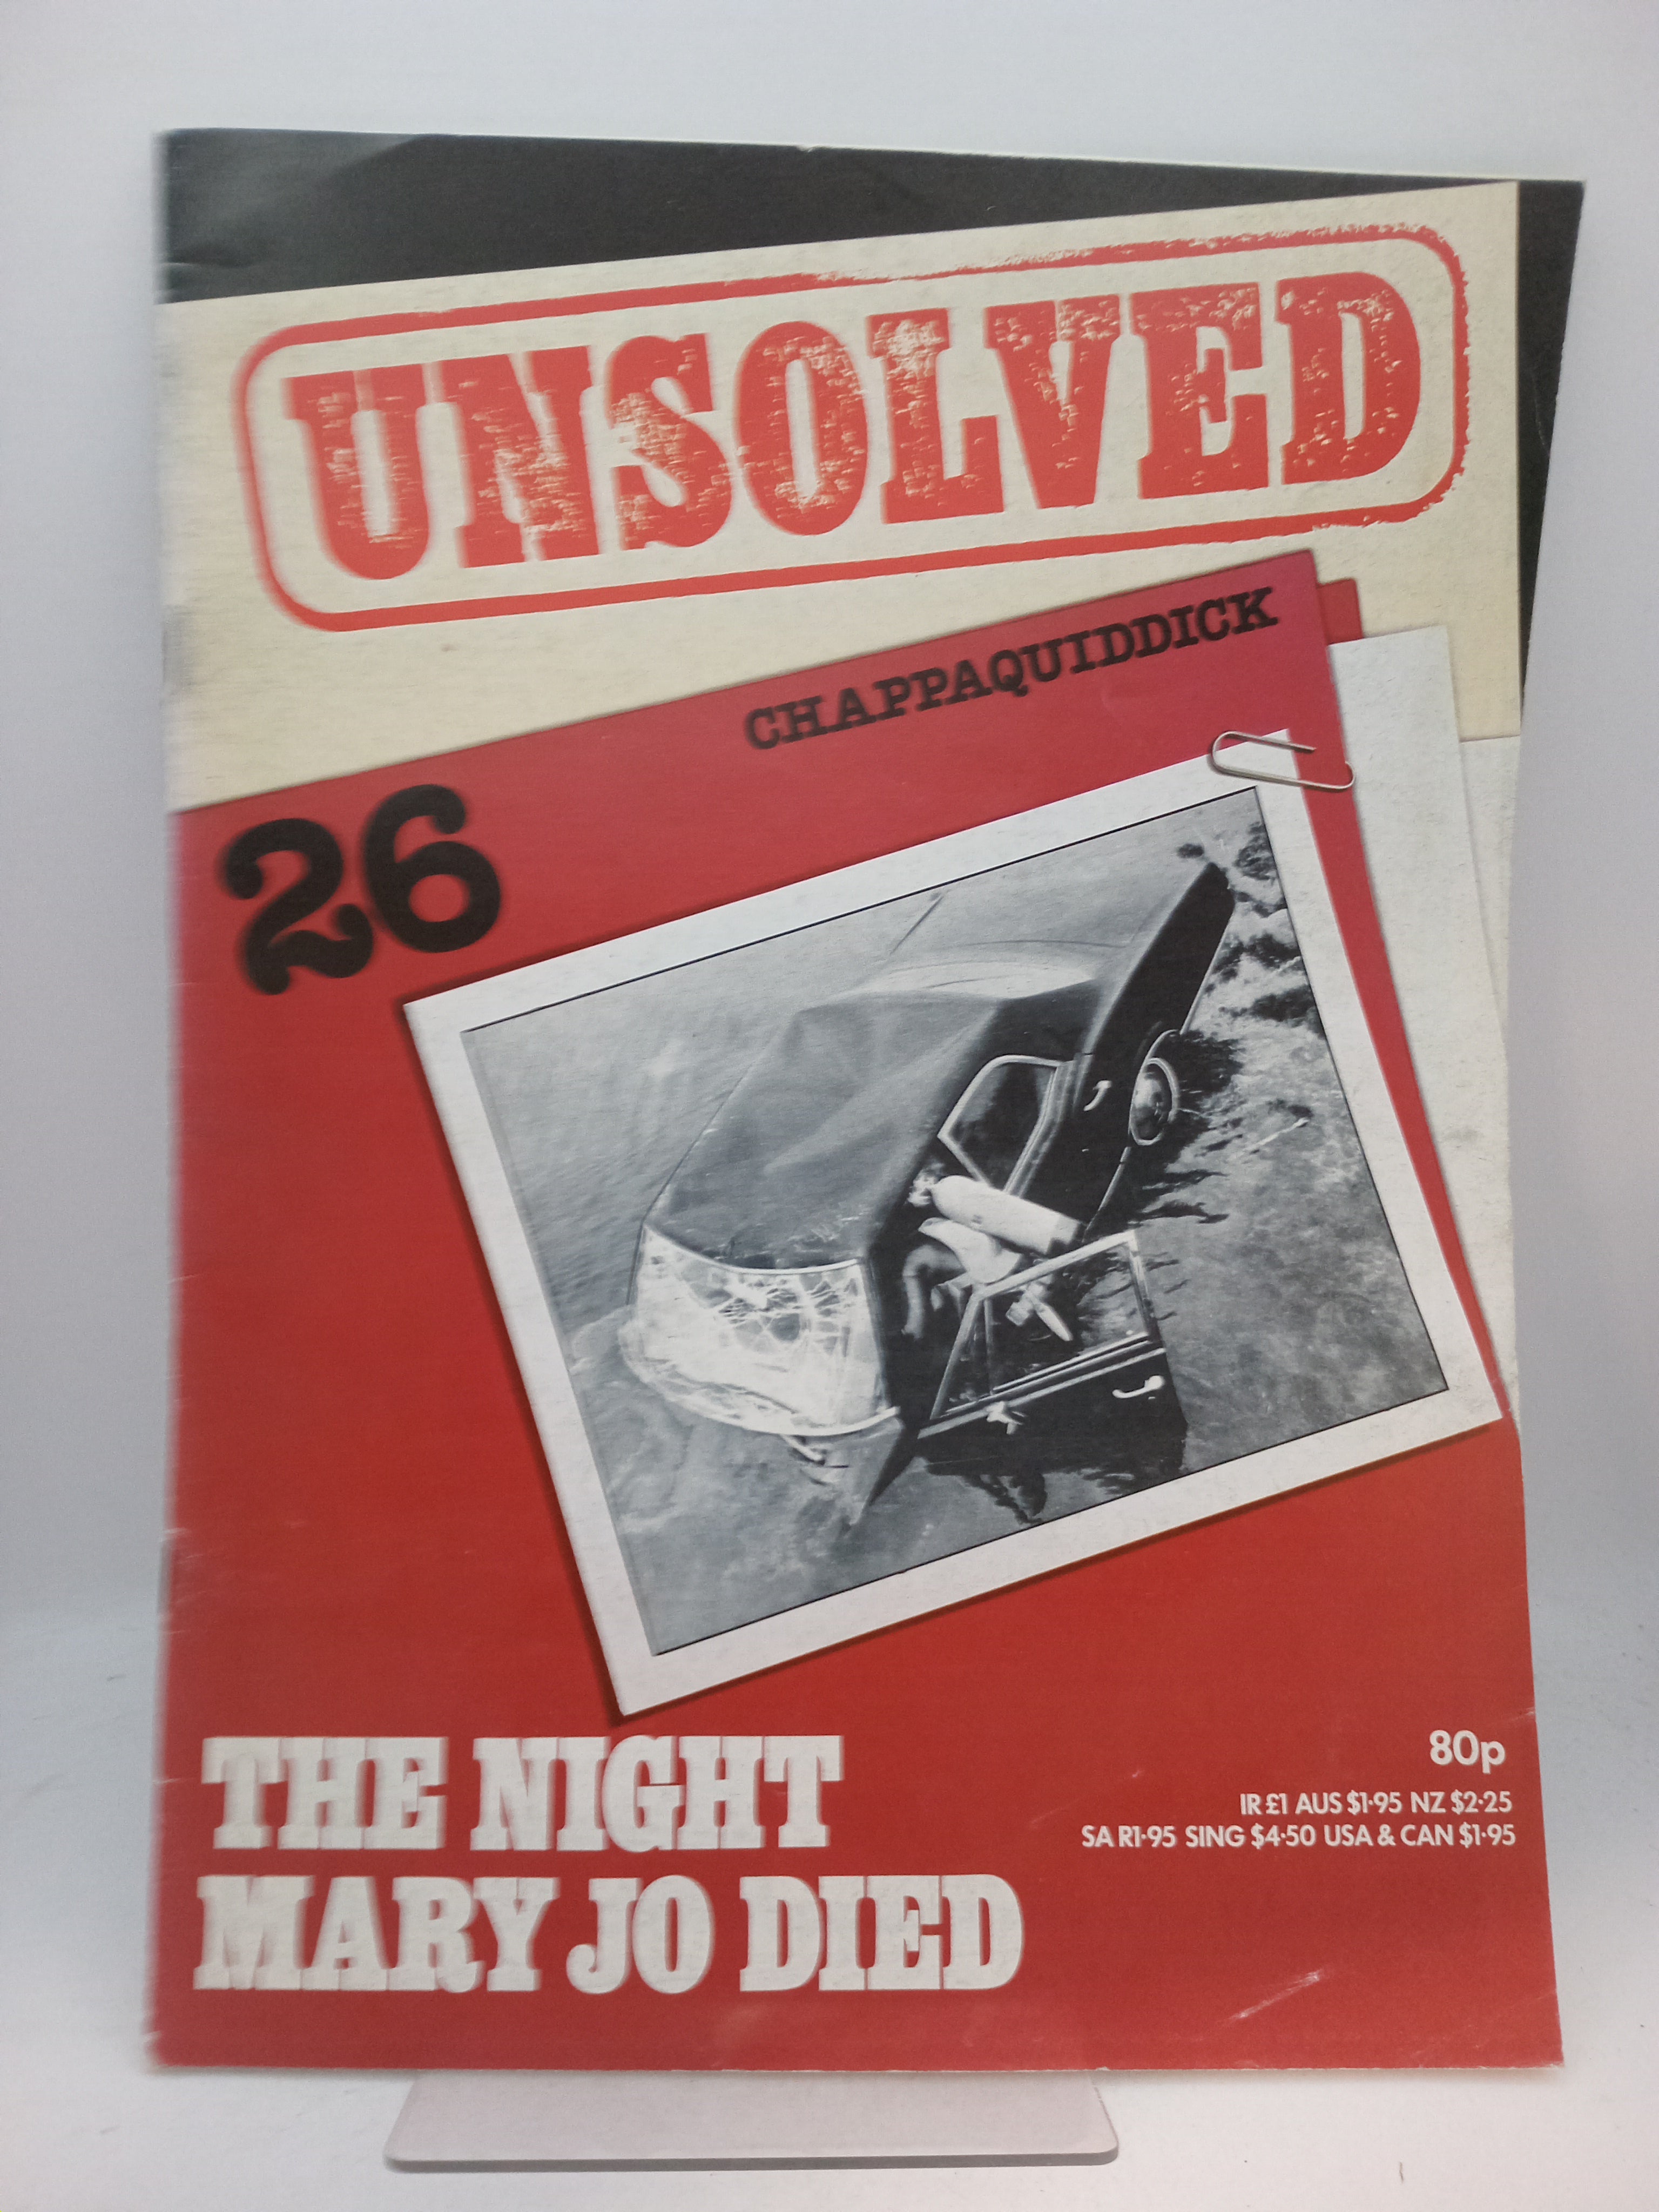 UNSOLVED
CHAPPAQUIDDICK
26
THE NIGHT
MARY JO DIED
80p
IR £1 AUS $1·95 NZ $2·25
SA R1·95 SING $4·50 USA & CAN $1·95